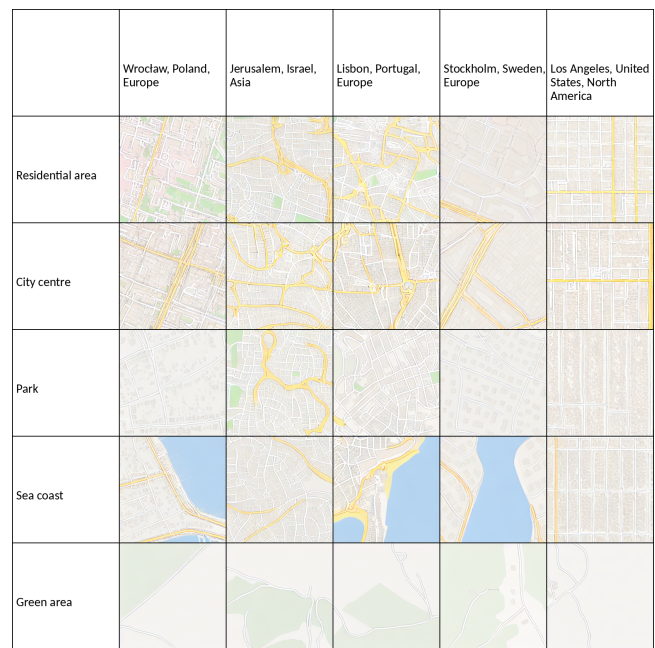 Wrocław, Poland,
Europe
Jerusalem, Israel,
Asia
Lisbon, Portugal,
Europe
Stockholm, Sweden,
Europe
Los Angeles, United
States, North
America
Residential area
City centre
Park
Sea coast
Green area